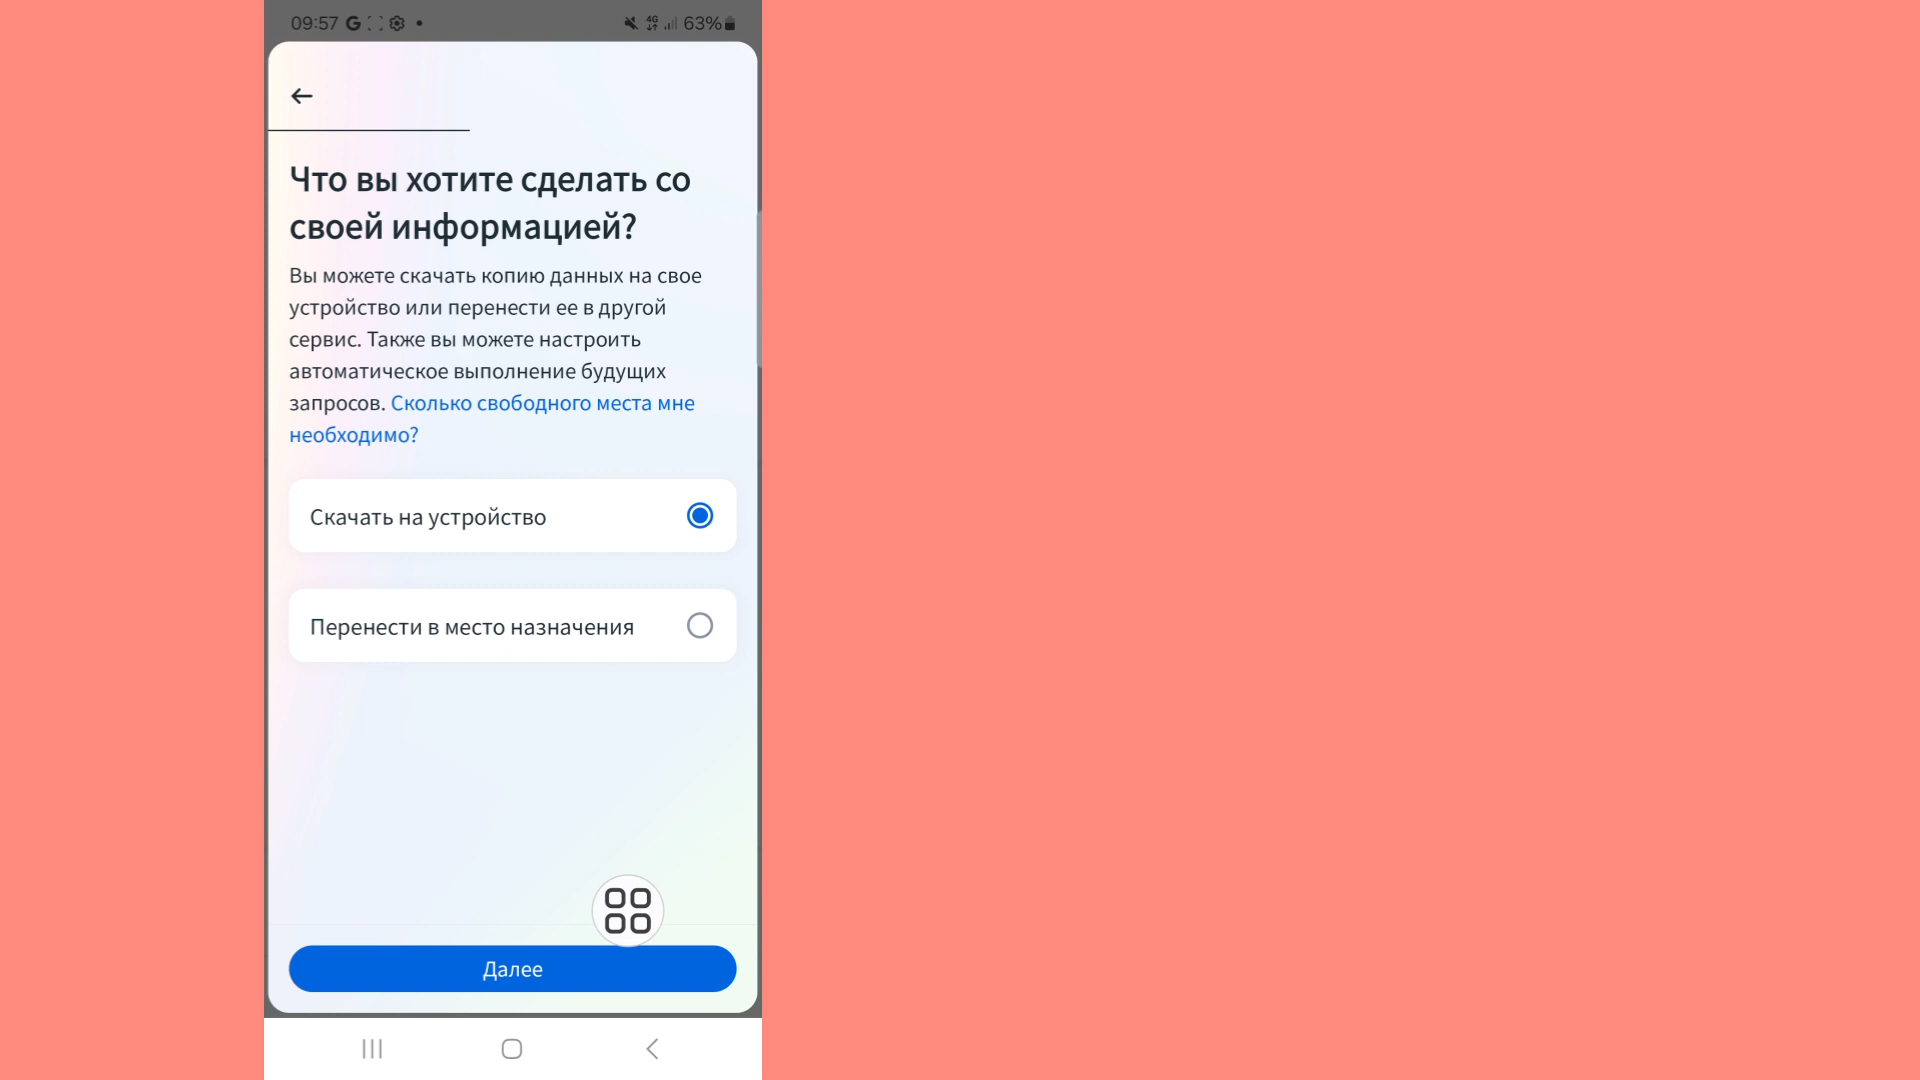 09:57 G
4G 63%
Что вы хотите сделать со
своей информацией?
Вы можете скачать копию данных на свое
устройство или перенести ее в другой
сервис. Также вы можете настроить
автоматическое выполнение будущих
запросов. Сколько свободного места мне
необходимо?
Скачать на устройство
Перенести в место назначения
Далее